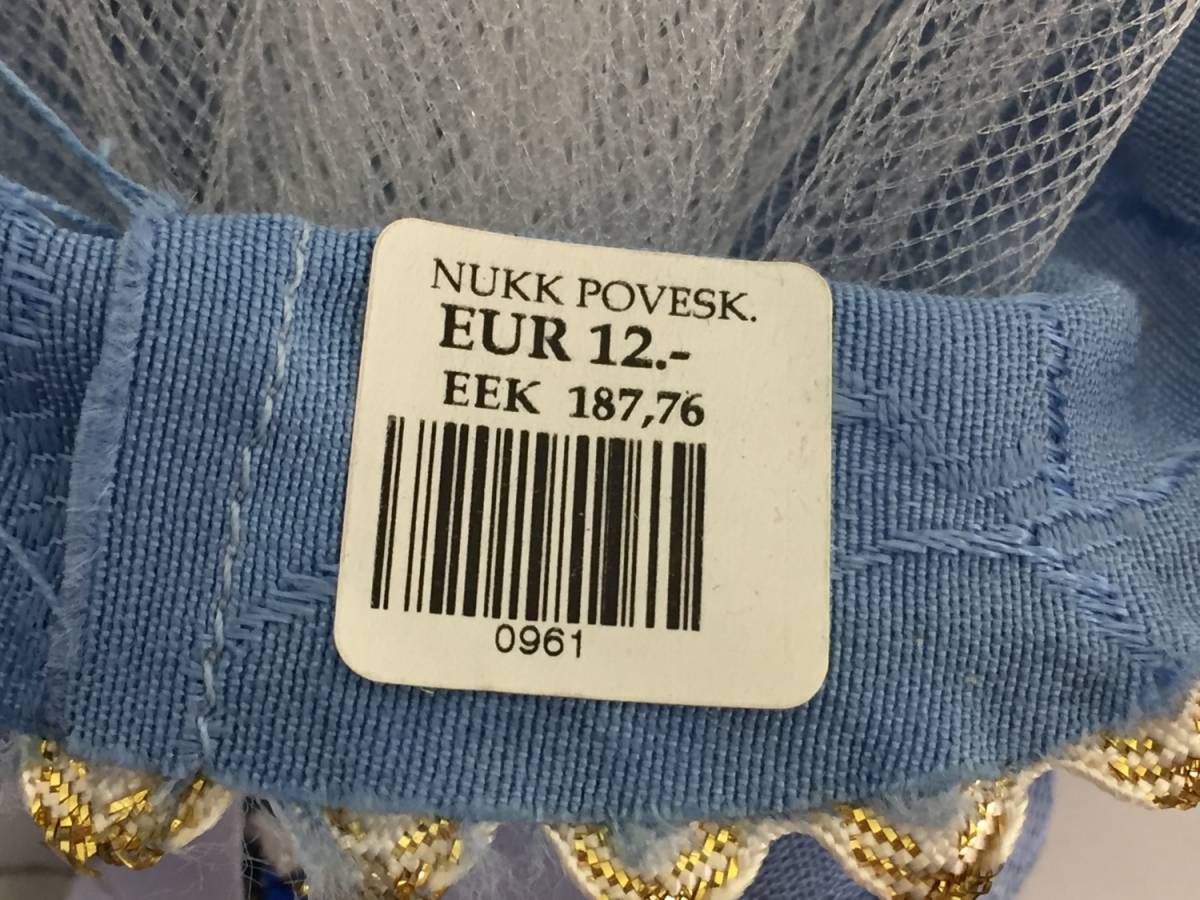 NUKK POVESK.
EUR 12.-
EEK 187,76
0961